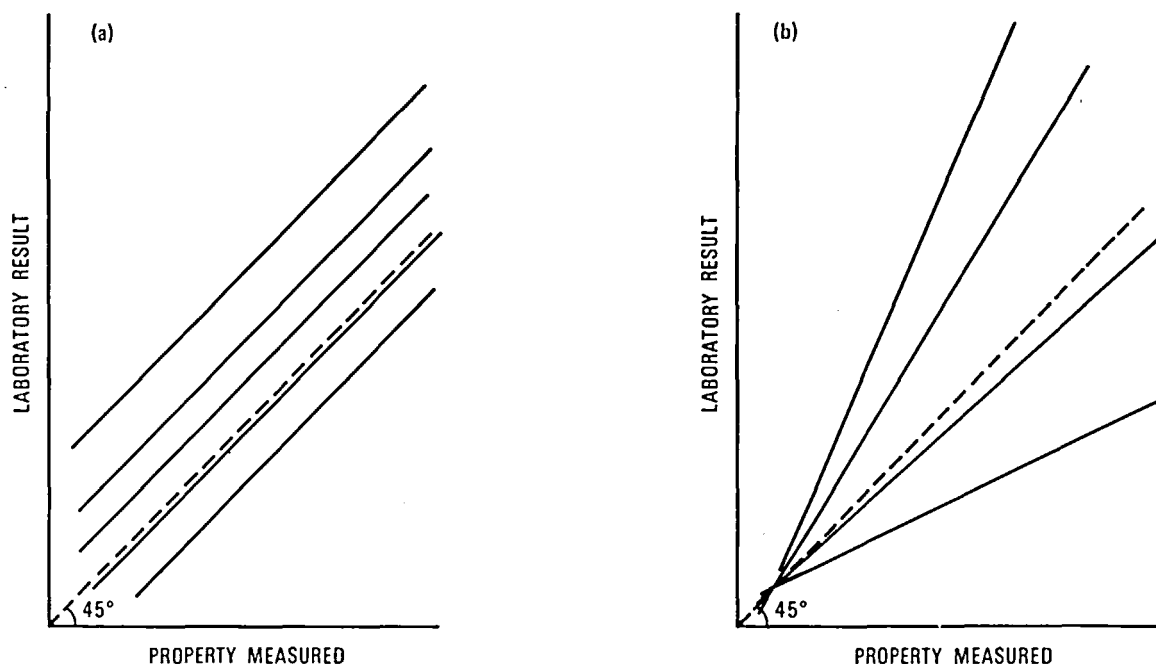 (a)
LABORATORY RESULT
45°
PROPERTY MEASURED
(b)
LABORATORY RESULT
45°
PROPERTY MEASURED